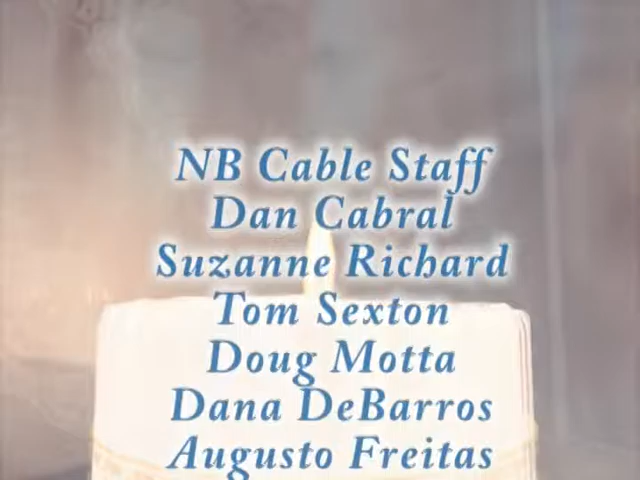 NB Cable Staff
Dan Cabral
Suzanne Richard
Tom Sexton
Doug Motta
Dana DeBarros
Augusto Freitas